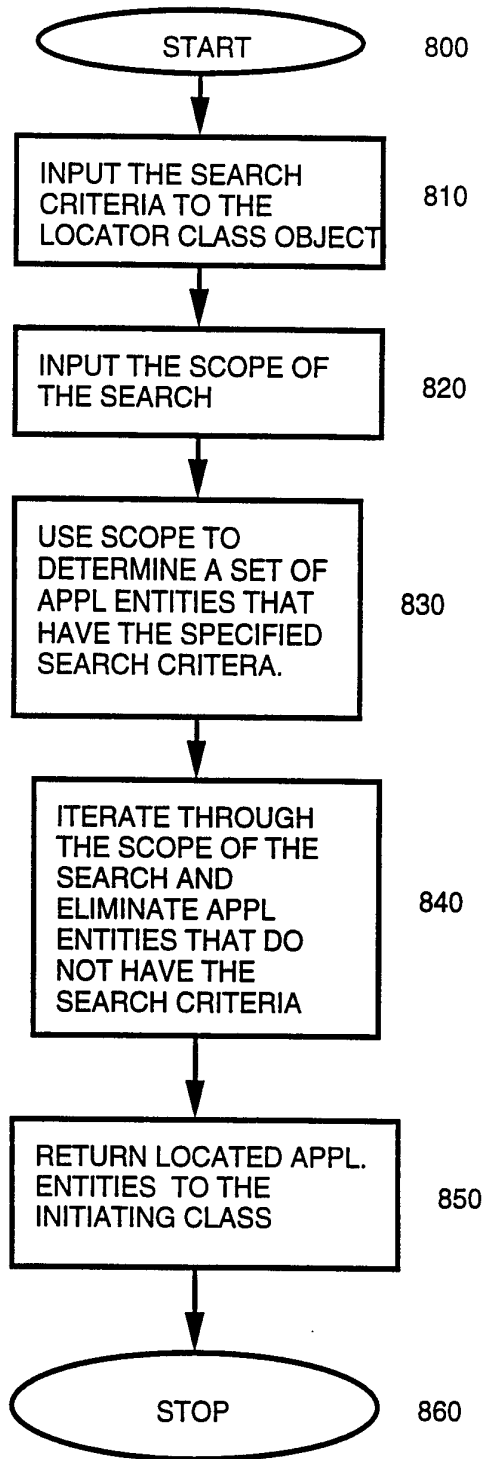 START
800
INPUT THE SEARCH
CRITERIA TO THE
LOCATOR CLASS OBJECT
810
INPUT THE SCOPE OF
THE SEARCH
820
USE SCOPE TO
DETERMINE A SET OF
APPL ENTITIES THAT
HAVE THE SPECIFIED
SEARCH CRITERA.
830
ITERATE THROUGH
THE SCOPE OF THE
SEARCH AND
ELIMINATE APPL
ENTITIES THAT DO
NOT HAVE THE
SEARCH CRITERIA
840
RETURN LOCATED APPL.
ENTITIES TO THE
INITIATING CLASS
850
STOP
860